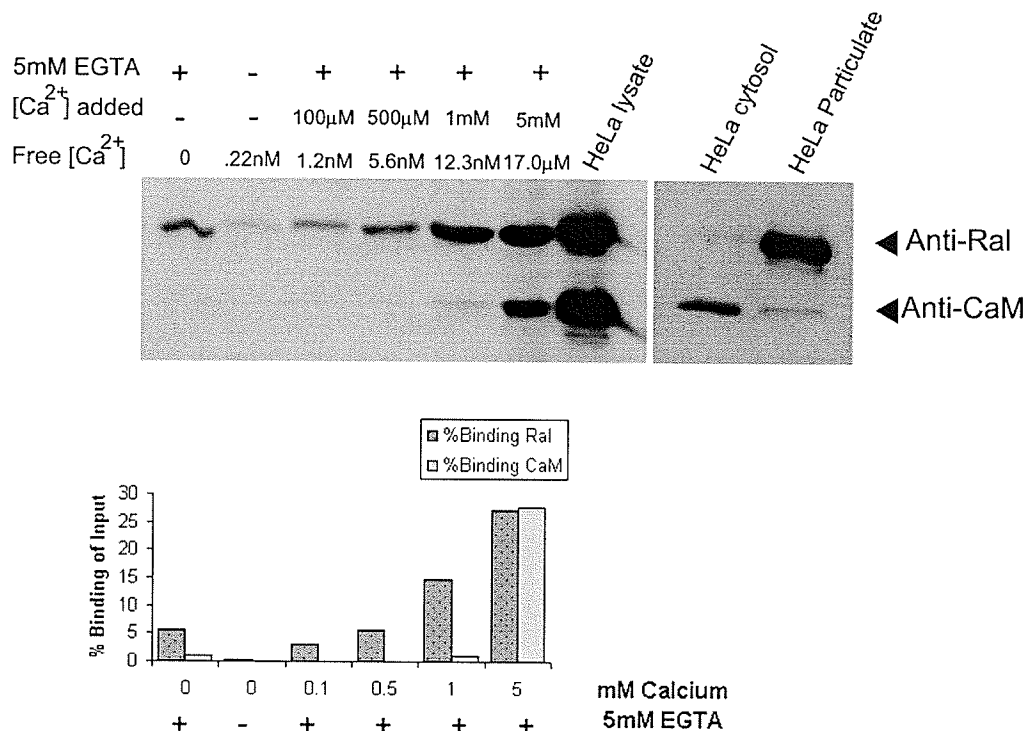 5mM EGTA + - + + + +
[Ca2+] added - - 100µM 500µM 1mM 5mM
Free [Ca2+] 0 .22nM 1.2nM 5.6nM 12.3nM 17.0µM
HeLa lysate
HeLa cytosol
HeLa Particulate
Anti-Ral
Anti-CaM
%Binding Ral
%Binding CaM
% Binding of Input
30
25
20
15
10
5
0
0 0 0.1 0.5 1 5 mM Calcium
+ - + + + + 5mM EGTA